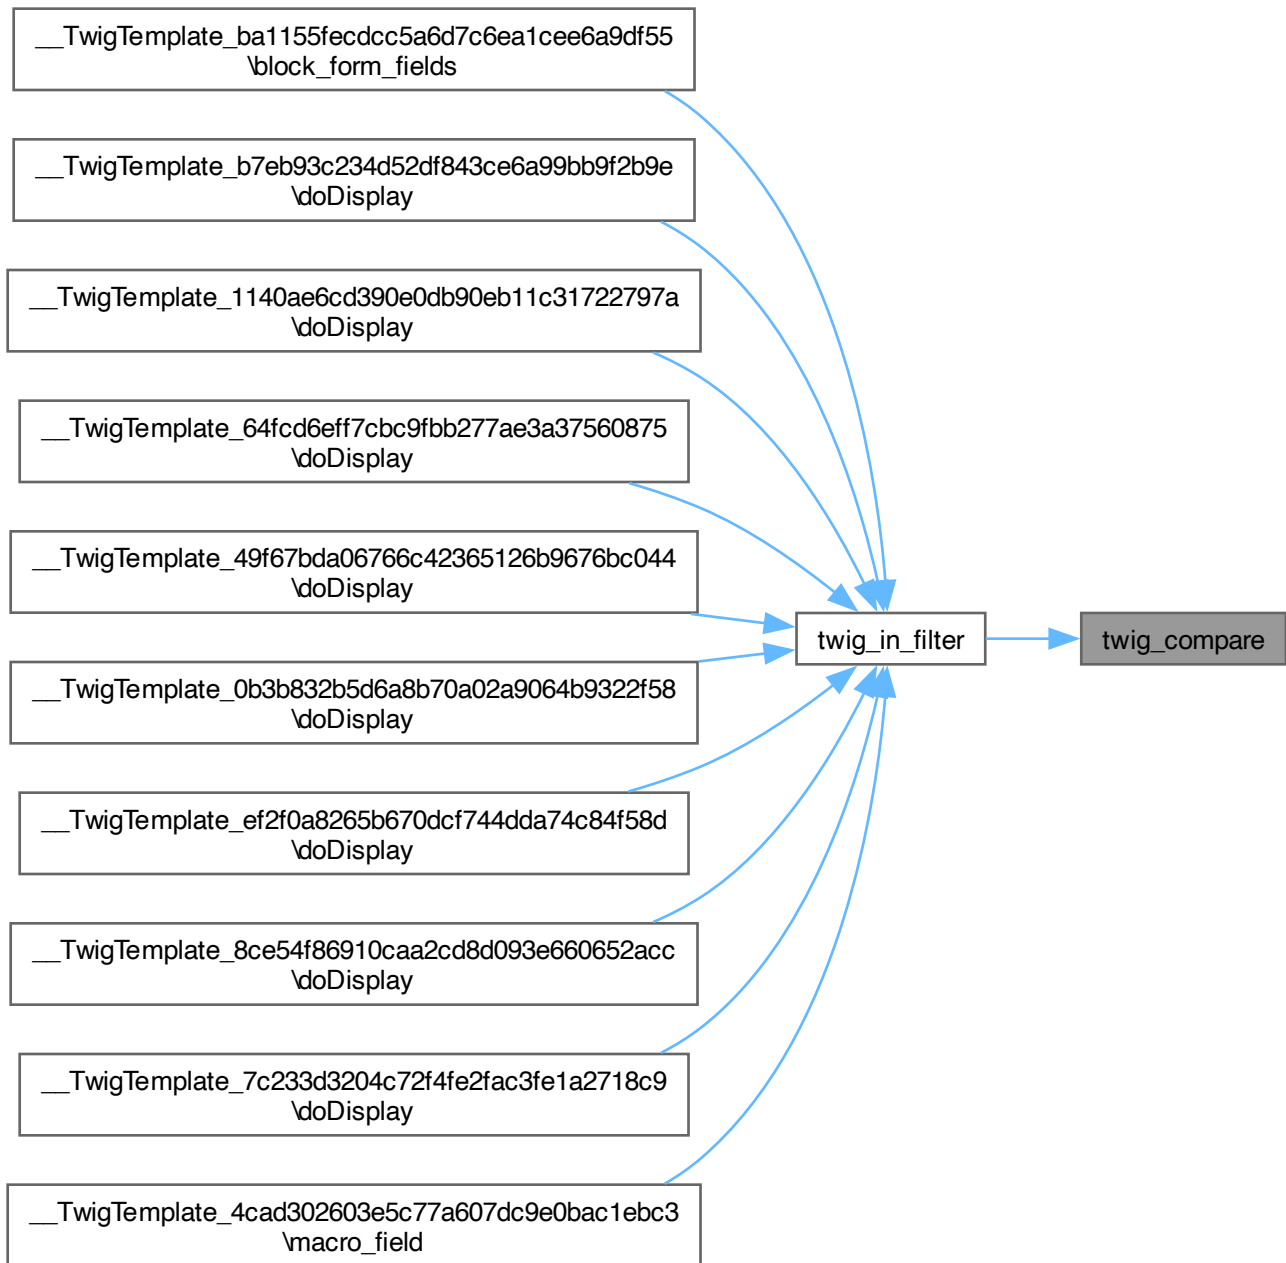 __TwigTemplate_ba1155fecdcc5a6d7c6ea1cee6a9df55
\block_form_fields
__TwigTemplate_b7eb93c234d52df843ce6a99bb9f2b9e
\doDisplay
__TwigTemplate_1140ae6cd390e0db90eb11c31722797a
\doDisplay
__TwigTemplate_64fcd6eff7cbc9fbb277ae3a37560875
\doDisplay
__TwigTemplate_49f67bda06766c42365126b9676bc044
\doDisplay
twig_in_filter
twig_compare
__TwigTemplate_0b3b832b5d6a8b70a02a9064b9322f58
\doDisplay
__TwigTemplate_ef2f0a8265b670dcf744dda74c84f58d
\doDisplay
__TwigTemplate_8ce54f86910caa2cd8d093e660652acc
\doDisplay
__TwigTemplate_7c233d3204c72f4fe2fac3fe1a2718c9
\doDisplay
__TwigTemplate_4cad302603e5c77a607dc9e0bac1ebc3
\macro_field